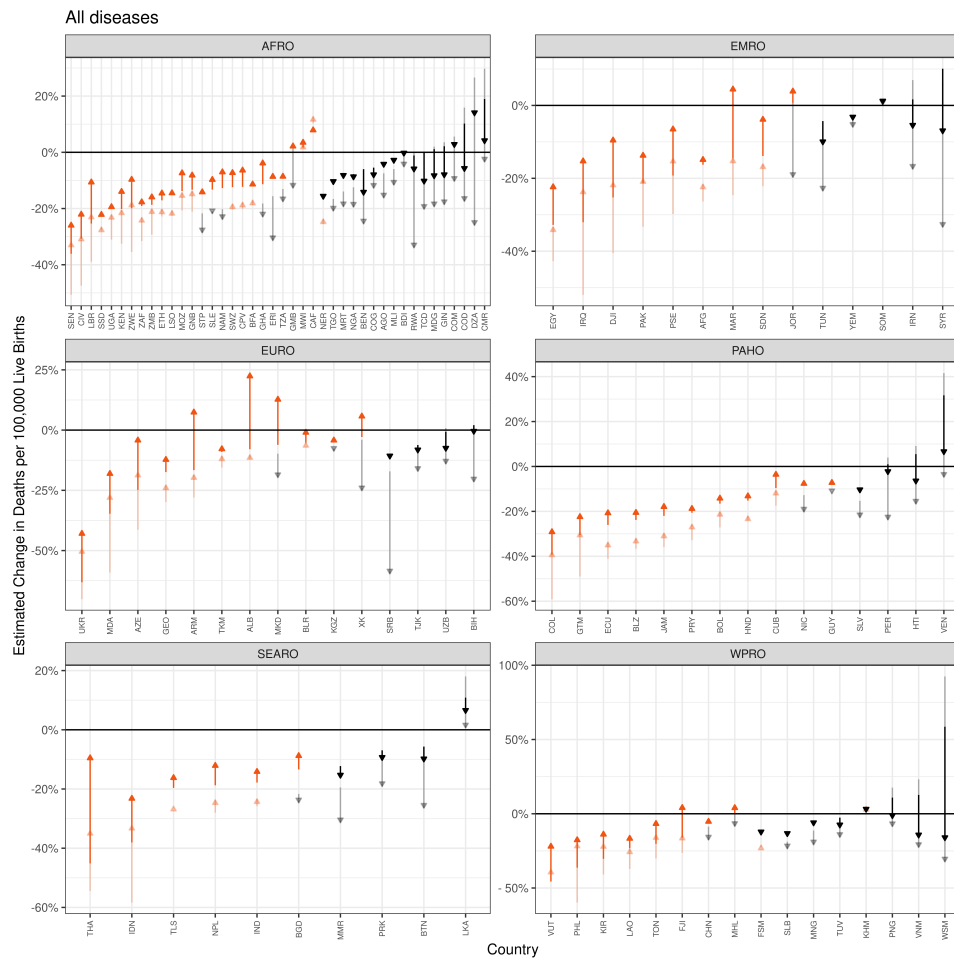 All diseases
AFRO
EMRO
20%
0%
-20%
-40%
0%
-20%
-40%
SEN CIV LBR SSD UGA KEN ZWE ZAF ZMB ETH LSO MOZ GNB STP SLE NAM SWZ CPV BFA GHA ERI TZA GMB MWI CAF NER TGO MRT NGA BEN COG AGO MLI BDI RWA TCD MDG GIN COM COD DZA CMR
EGY IRQ DJI PAK PSE AFG MAR SDN JOR TUN YEM SOM IRN SYR
EURO
PAHO
25%
0%
-25%
-50%
40%
20%
0%
-20%
-40%
-60%
UKR MDA AZE GEO ARM TKM ALB MKD BLR KGZ XK SRB TJK UZB BIH
COL GTM ECU BLZ JAM PRY BOL HND CUB NIC GUY SLV PER HTI VEN
SEARO
WPRO
20%
0%
-20%
-40%
-60%
100%
50%
0%
- 50%
THA IDN TLS NPL IND BGD MMR PRK BTN LKA
VUT PHL KIR LAO TON FJI CHN MHL FSM SLB MNG TUV KHM PNG VNM WSM
Estimated Change in Deaths per 100,000 Live Births
Country